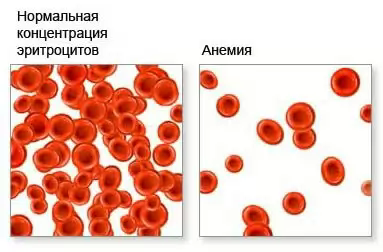 Нормальная
концентрация
эритроцитов
Анемия